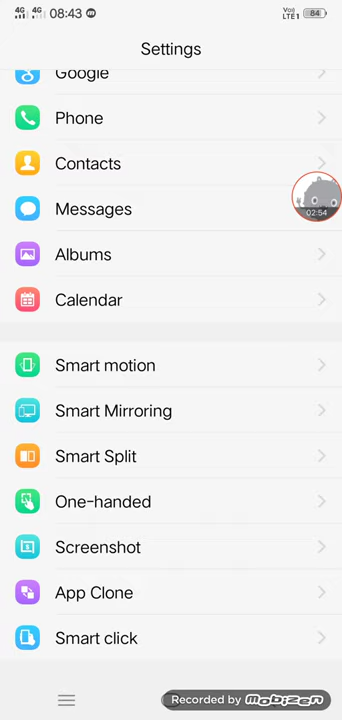 4G 4G 08:43
VoI LTE1 84
Settings
Google
Phone
Contacts
Messages
02:54
Albums
Calendar
Smart motion
Smart Mirroring
Smart Split
One-handed
Screenshot
App Clone
Smart click
Recorded by Mobizen